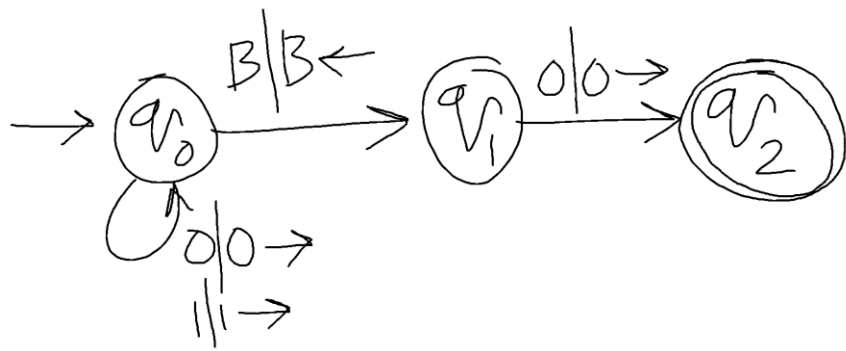 B|B←
→ q₀ q₁ 0|0→ q₂
0|0→
1|1→